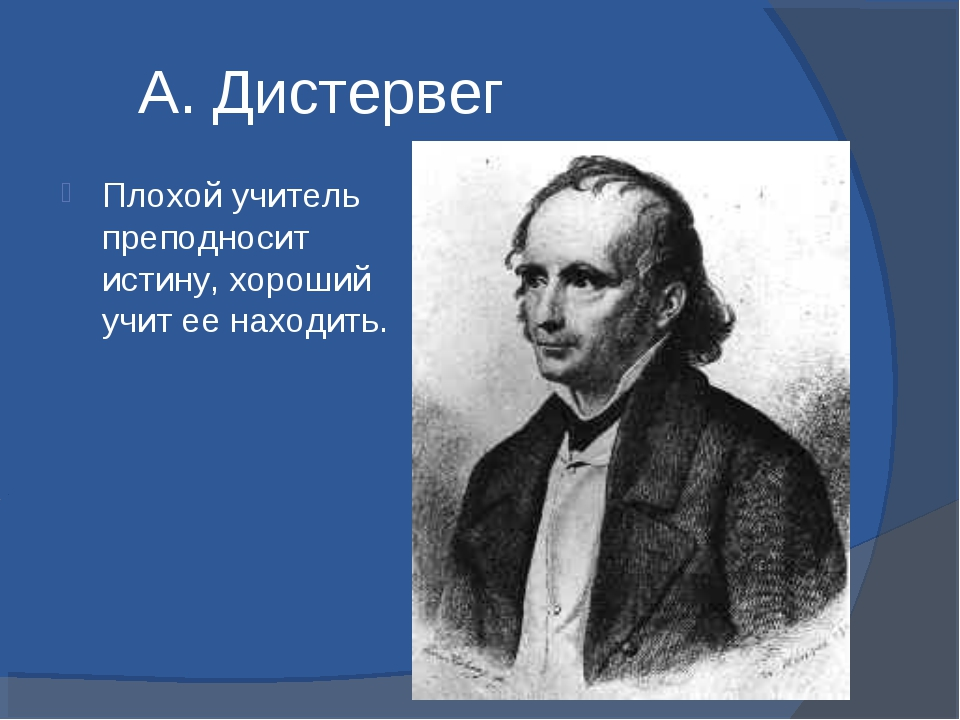 А. Дистервег
Плохой учитель
преподносит
истину, хороший
учит ее находить.